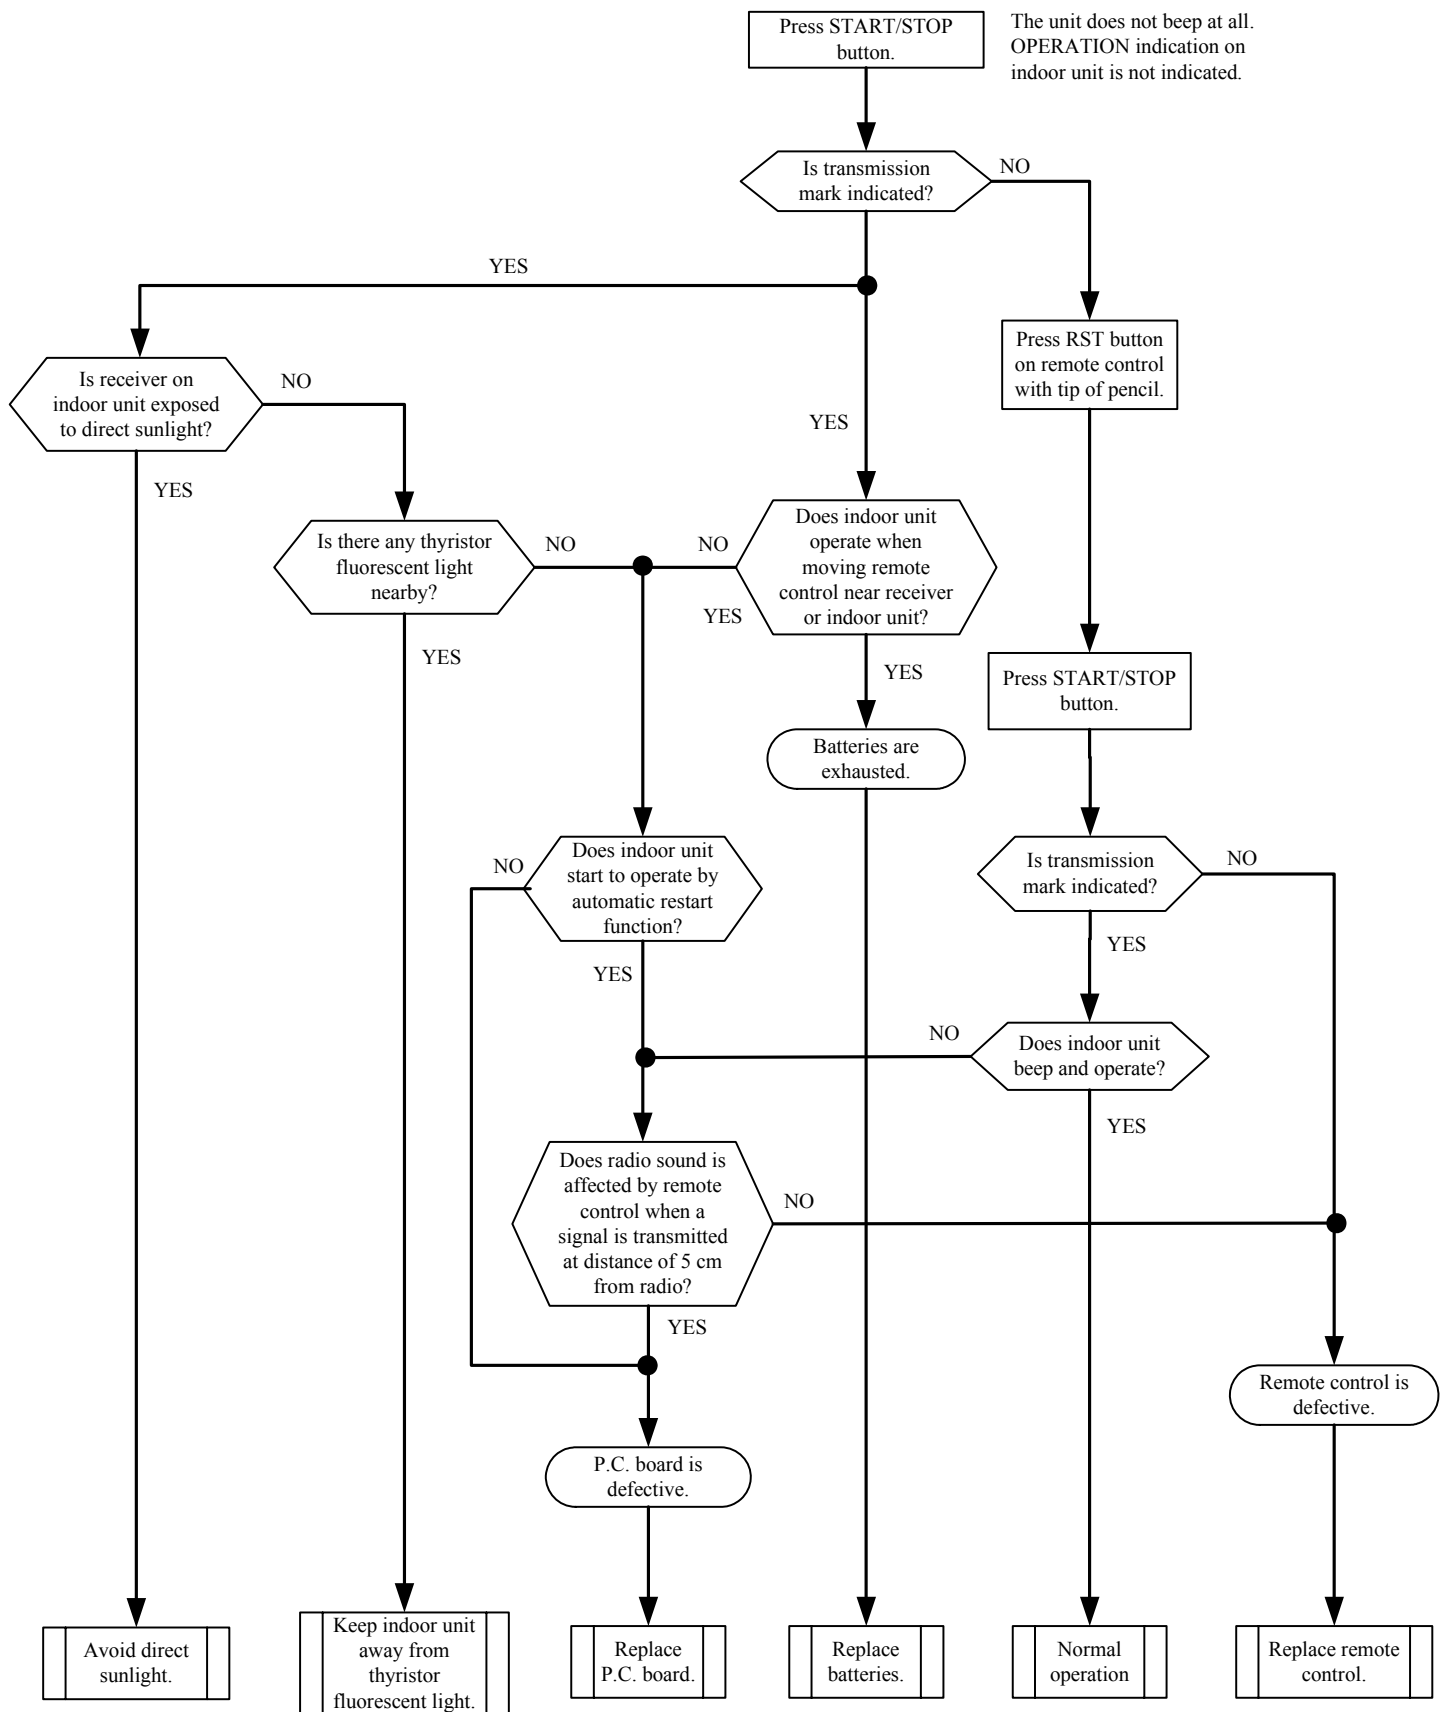 Press START/STOP
button.
The unit does not beep at all.
OPERATION indication on
indoor unit is not indicated.
Is transmission
mark indicated?
NO
YES
Press RST button
on remote control
with tip of pencil.
Is receiver on
indoor unit exposed
to direct sunlight?
NO
YES
YES
Is there any thyristor
fluorescent light
nearby?
NO
YES
Does indoor unit
operate when
moving remote
control near receiver
or indoor unit?
NO
YES
YES
Press START/STOP
button.
Batteries are
exhausted.
Does indoor unit
start to operate by
automatic restart
function?
NO
YES
Is transmission
mark indicated?
NO
YES
Does indoor unit
beep and operate?
NO
YES
Does radio sound is
affected by remote
control when a
signal is transmitted
at distance of 5 cm
from radio?
NO
YES
Remote control is
defective.
P.C. board is
defective.
Avoid direct
sunlight.
Keep indoor unit
away from
thyristor
fluorescent light.
Replace
P.C. board.
Replace
batteries.
Normal
operation
Replace remote
control.